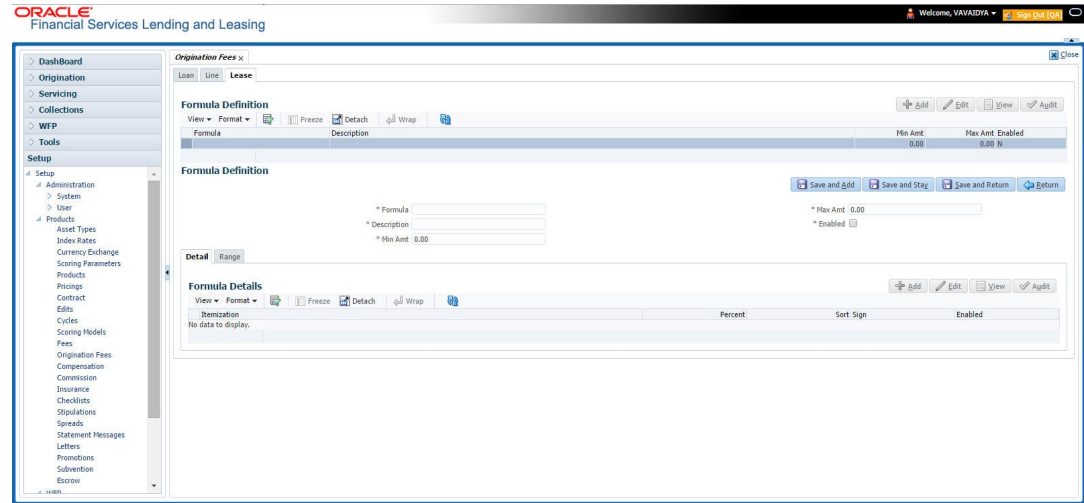 ORACLE®
Financial Services Lending and Leasing
Welcome, VAVAIDYA
Sign Out [QA]
Close
DashBoard
Origination
Servicing
Collections
WFP
Tools
Setup
Setup
Administration
System
User
Products
Asset Types
Index Rates
Currency Exchange
Scoring Parameters
Products
Pricings
Contract
Edits
Cycles
Scoring Models
Fees
Origination Fees
Compensation
Commission
Insurance
Checklists
Stipulations
Spreads
Statement Messages
Letters
Promotions
Subvention
Escrow
WFP
Origination Fees x
Loan Line Lease
Formula Definition
Add Edit View Audit
View Format Freeze Detach Wrap
Formula Description Min Amt Max Amt Enabled
0.00 0.00 N
Formula Definition
Save and Add Save and Stay Save and Return Return
* Formula
* Description
* Min Amt 0.00
* Max Amt 0.00
* Enabled
Detail Range
Formula Details
Add Edit View Audit
View Format Freeze Detach Wrap
Itemization Percent Sort Sign Enabled
No data to display.